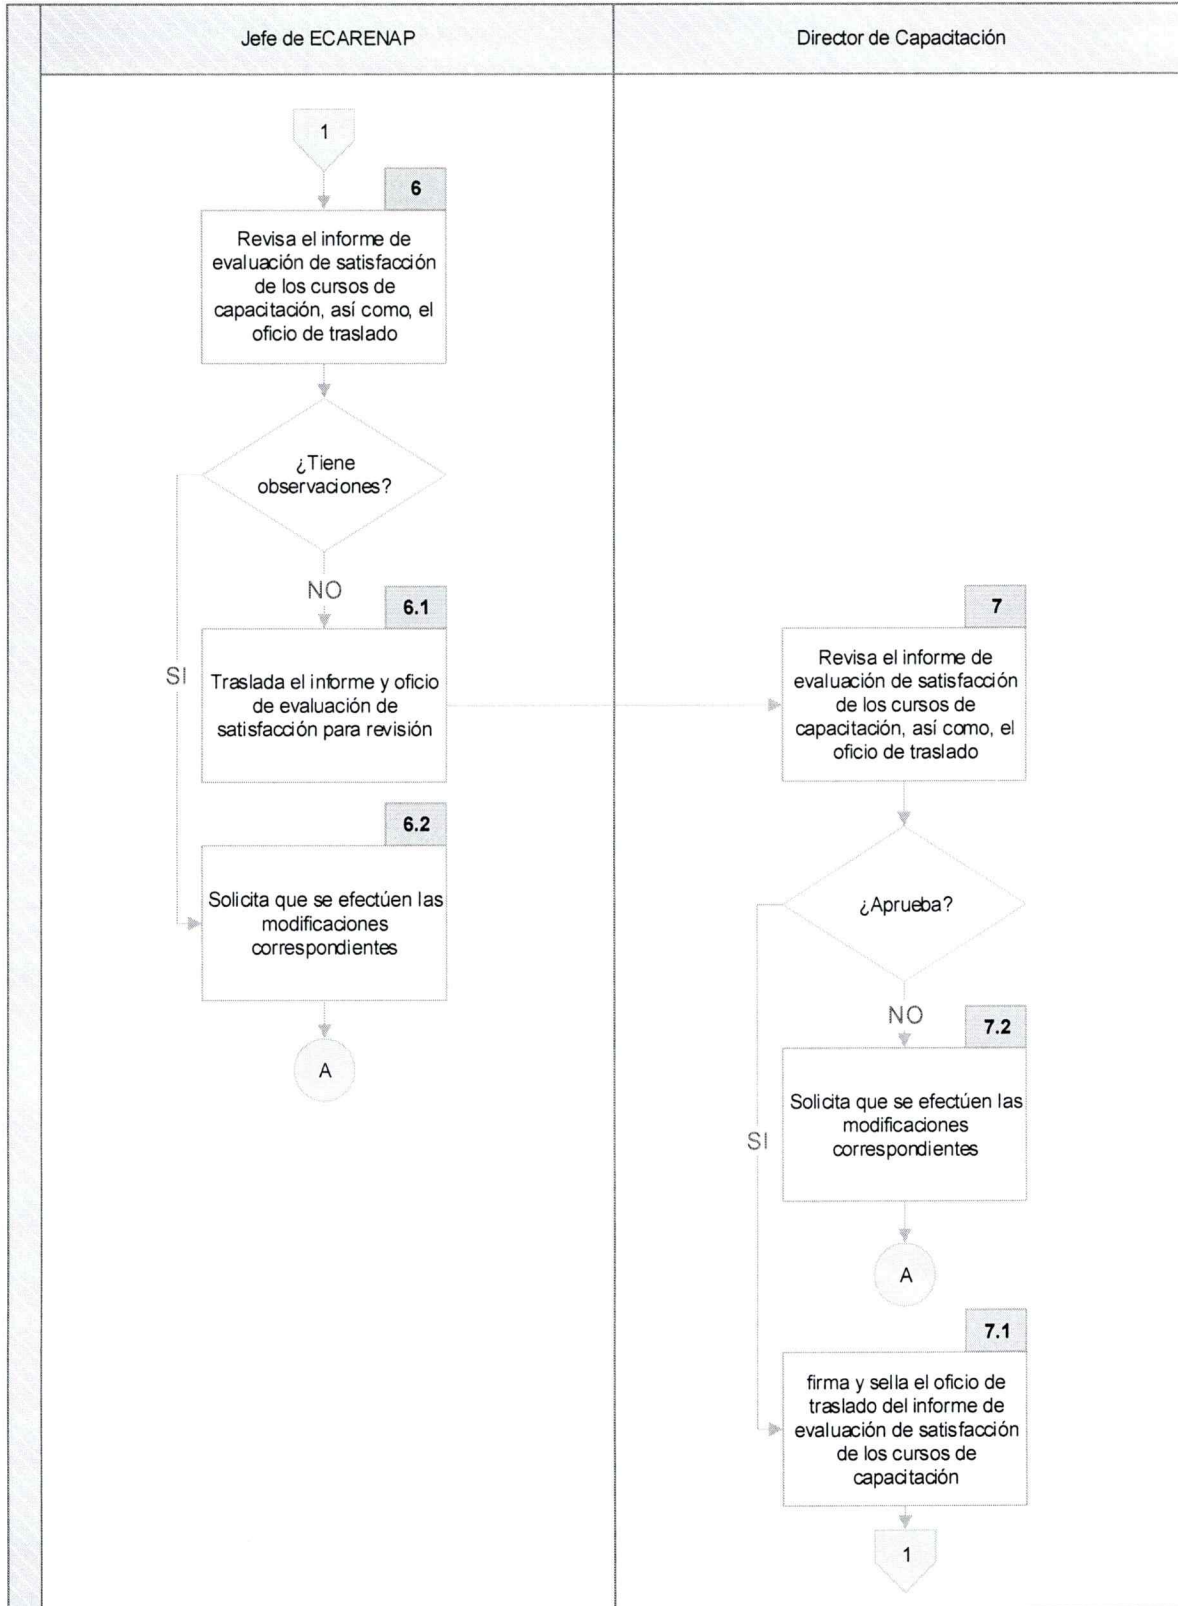 Jefe de ECARENAP
Director de Capacitación
1
6
Revisa el informe de
evaluación de satisfacción
de los cursos de
capacitación, así como, el
oficio de traslado
¿Tiene
observaciones?
NO
SI
6.1
Traslada el informe y oficio
de evaluación de
satisfacción para revisión
6.2
Solicita que se efectúen las
modificaciones
correspondientes
A
7
Revisa el informe de
evaluación de satisfacción
de los cursos de
capacitación, así como, el
oficio de traslado
¿Aprueba?
NO
SI
7.2
Solicita que se efectúen las
modificaciones
correspondientes
A
7.1
firma y sella el oficio de
traslado del informe de
evaluación de satisfacción
de los cursos de
capacitación
1